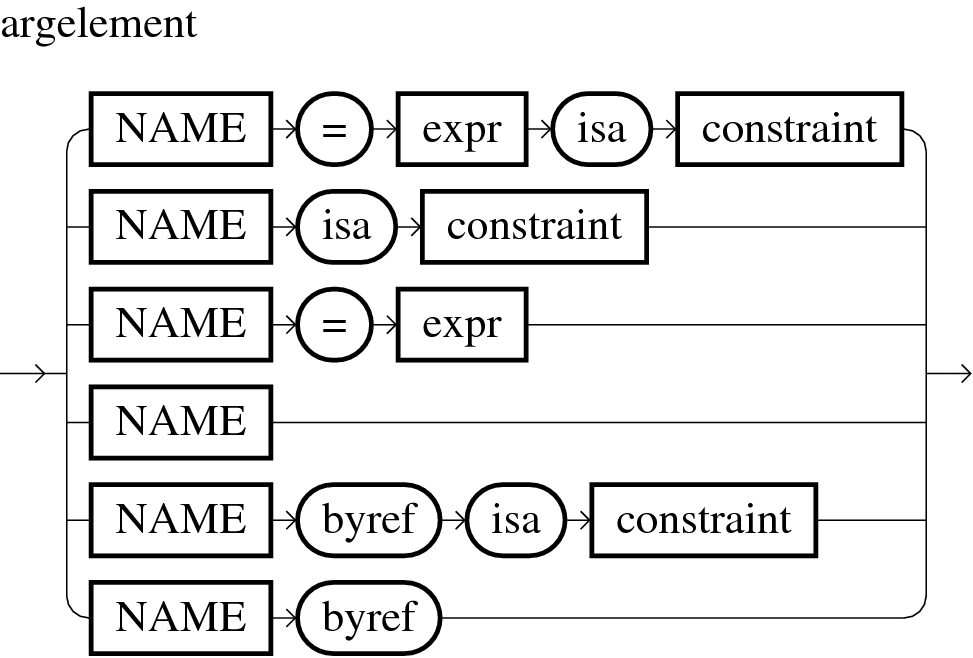 argelement
NAME = expr isa constraint
NAME isa constraint
NAME = expr
NAME
NAME byref isa constraint
NAME byref